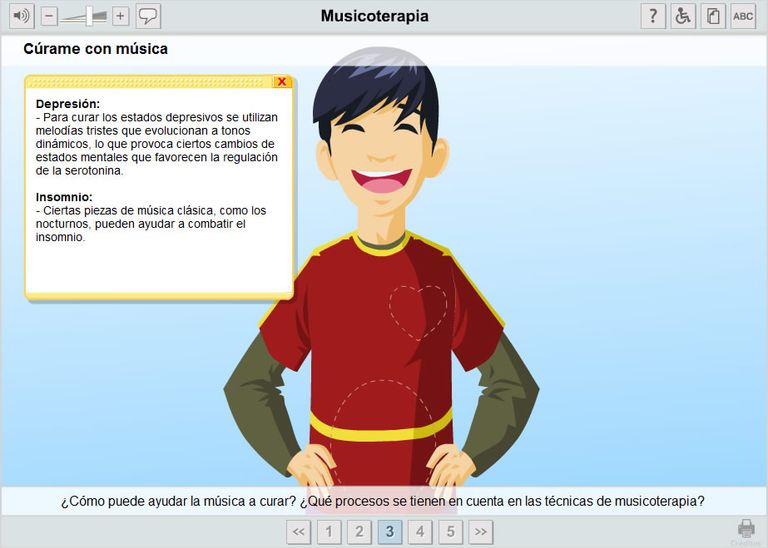 Musicoterapia
ABC
Cúrame con música
X
Depresión:
- Para curar los estados depresivos se utilizan
melodías tristes que evolucionan a tonos
dinámicos, lo que provoca ciertos cambios de
estados mentales que favorecen la regulación
de la serotonina.
Insomnio:
- Ciertas piezas de música clásica, como los
nocturnos, pueden ayudar a combatir el
insomnio.
¿Cómo puede ayudar la música a curar? ¿Qué procesos se tienen en cuenta en las técnicas de musicoterapia?
<< 1 2 3 4 5 >>
Créditos